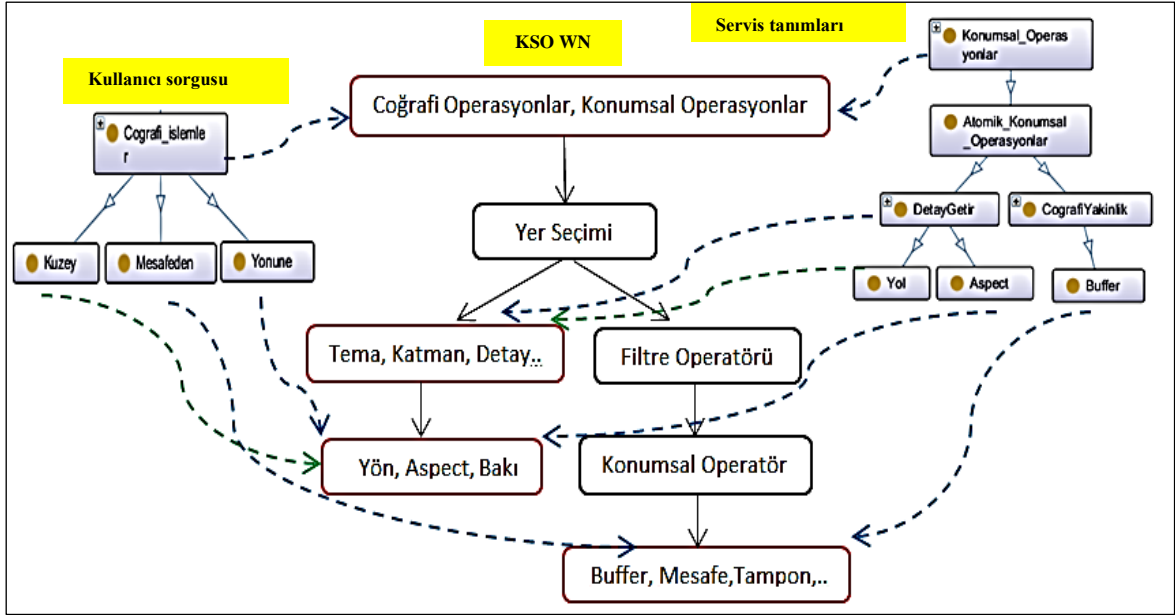 Kullanıcı sorgusu
KSO WN
Servis tanımları
Cografi_islemle
r
Kuzey
Mesafeden
Yonune
Coğrafi Operasyonlar, Konumsal Operasyonlar
Yer Seçimi
Tema, Katman, Detay...
Filtre Operatörü
Yön, Aspect, Bakı
Konumsal Operatör
Buffer, Mesafe,Tampon,..
Konumsal_Operas
yonlar
Atomik_Konumsal
_Operasyonlar
DetayGetir
CografiYakinlik
Yol
Aspect
Buffer